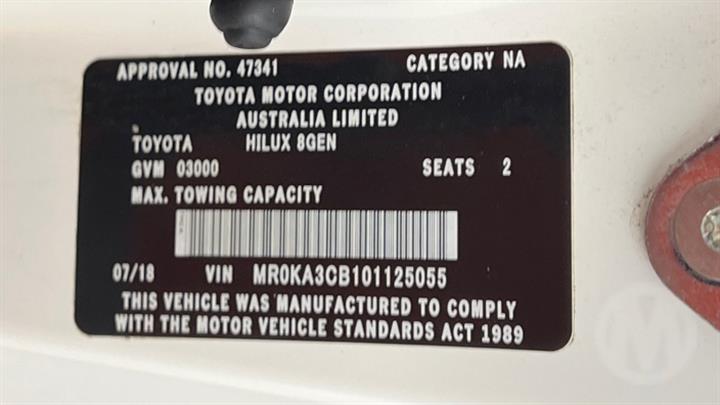 APPROVAL NO. 47341 CATEGORY NA
TOYOTA MOTOR CORPORATION
AUSTRALIA LIMITED
TOYOTA HILUX 8GEN
GVM 03000 SEATS 2
MAX. TOWING CAPACITY
07/18 VIN MR0KA3CB101125055
THIS VEHICLE WAS MANUFACTURED TO COMPLY
WITH THE MOTOR VEHICLE STANDARDS ACT 1989
M